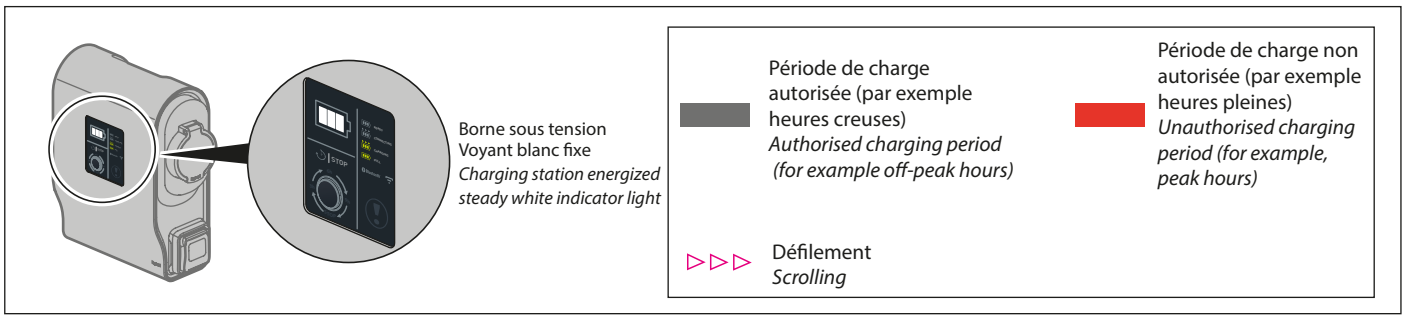 STOP
Bluetooth
Borne sous tension
Voyant blanc fixe
Charging station energized
steady white indicator light
Période de charge
autorisée (par exemple
heures creuses)
Authorised charging period
(for example off-peak hours)
Période de charge non
autorisée (par exemple
heures pleines)
Unauthorised charging
period (for example,
peak hours)
Défilement
Scrolling